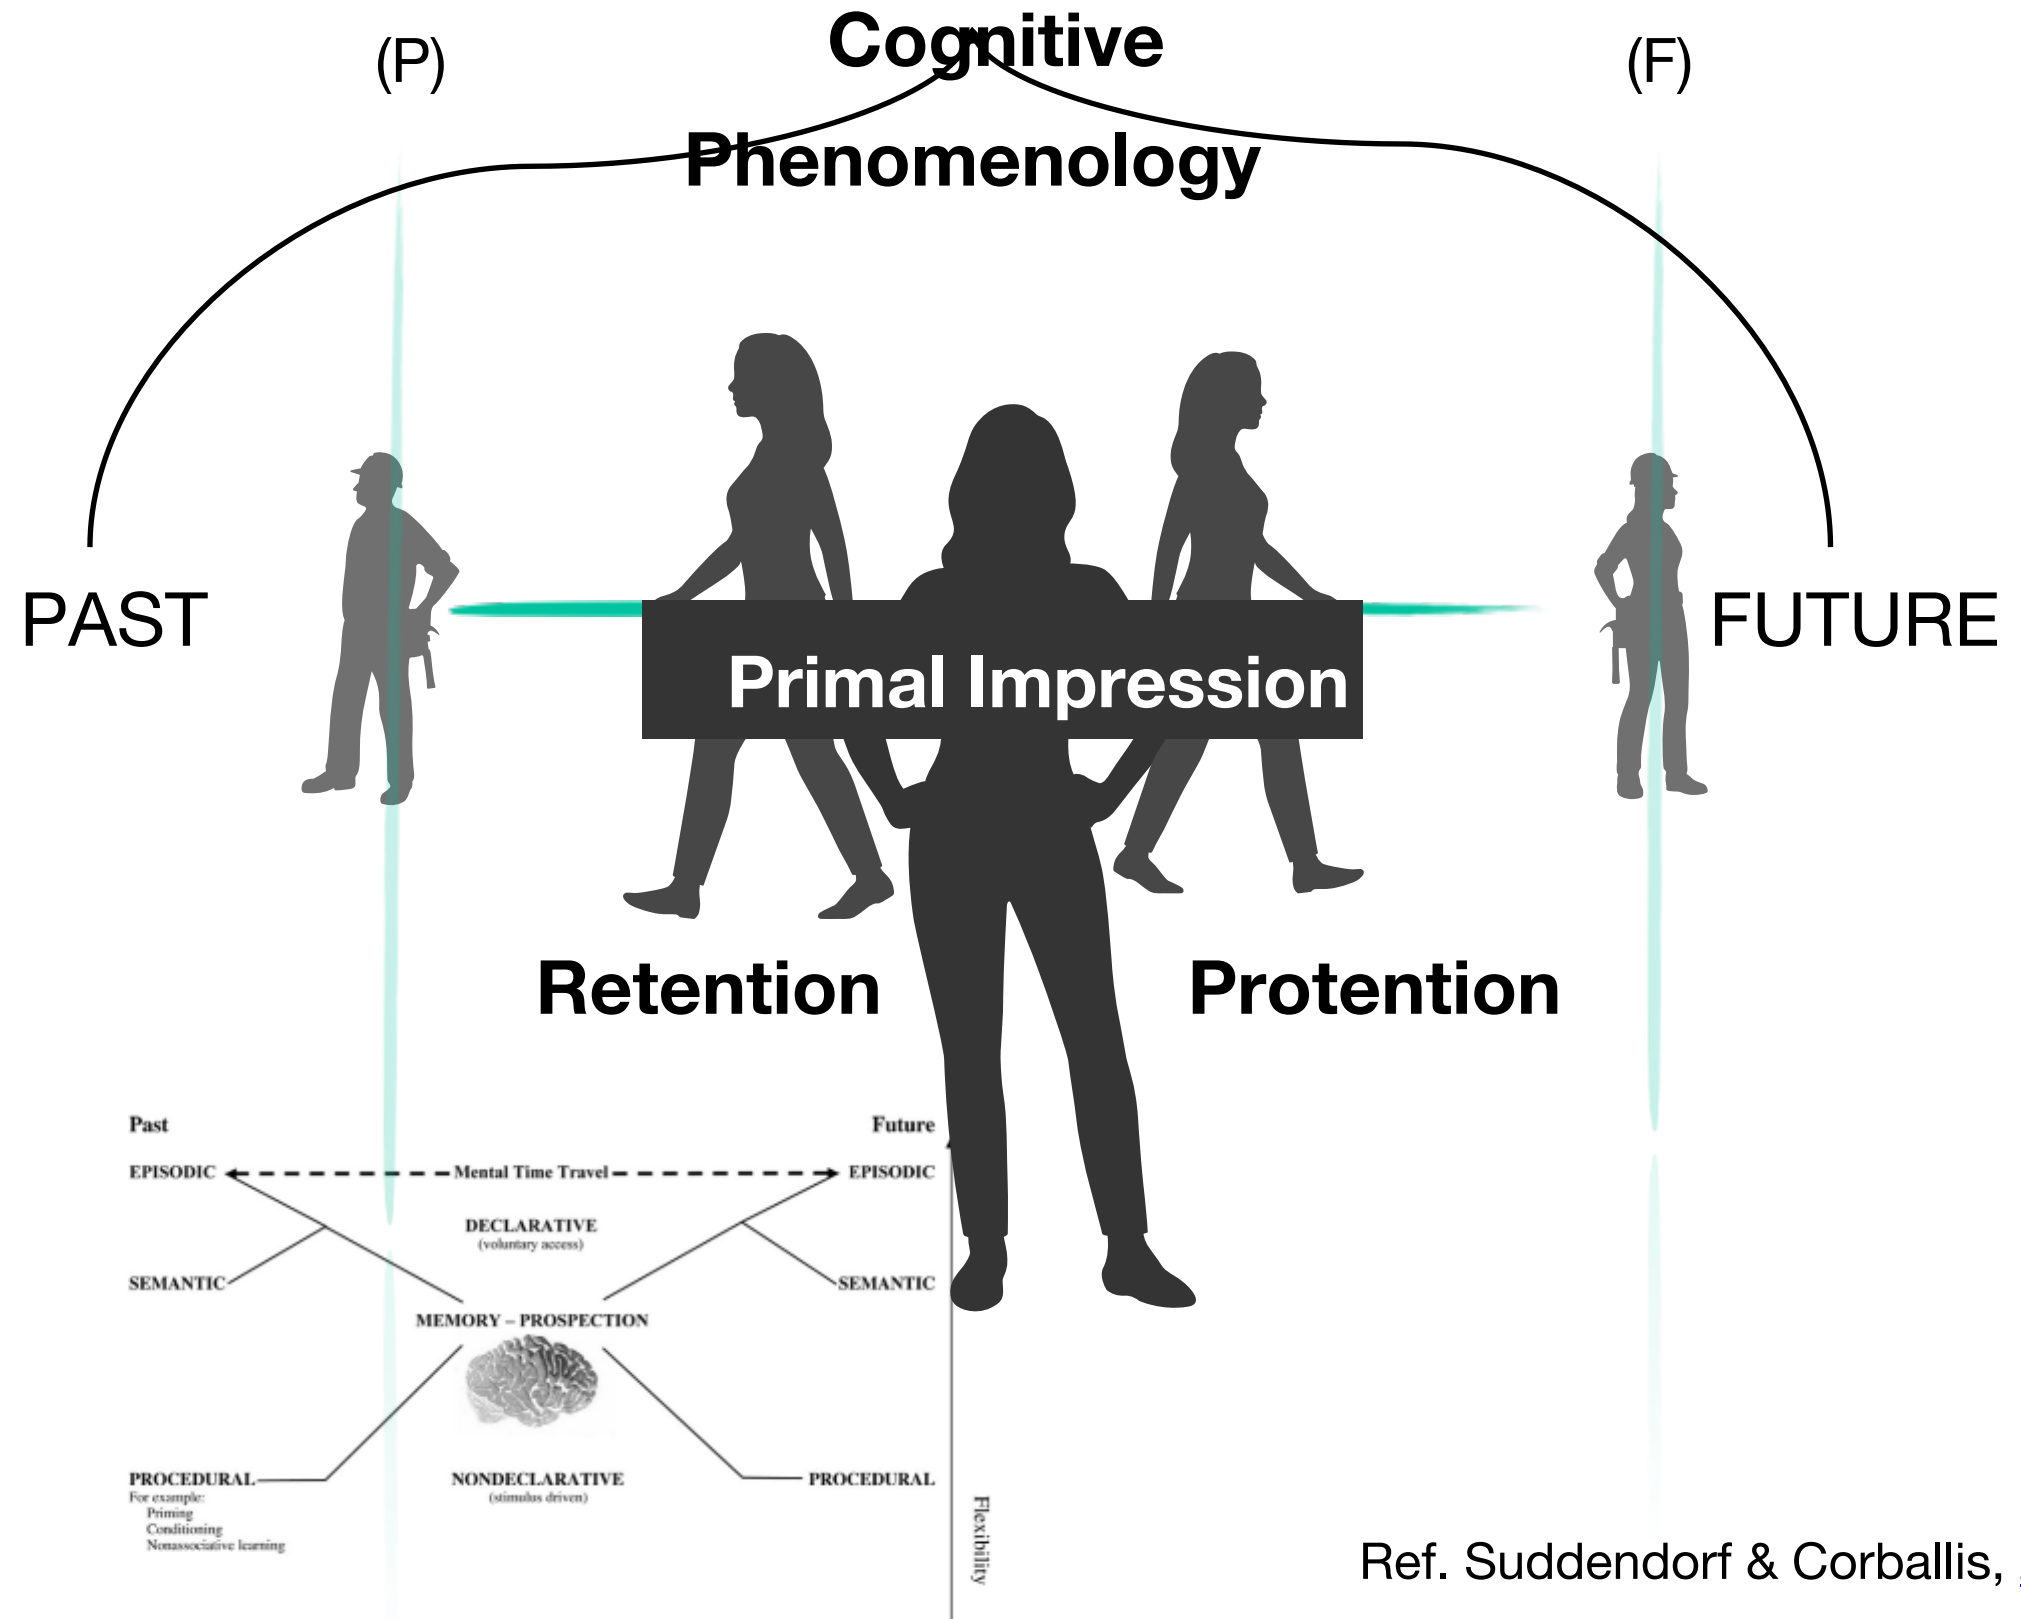 (P)
Cognitive
(F)
Phenomenology
PAST
FUTURE
Primal Impression
Retention
Protention
Past
Future
EPISODIC
Mental Time Travel
EPISODIC
DECLARATIVE
(voluntary access)
SEMANTIC
SEMANTIC
MEMORY – PROSPECTION
PROCEDURAL
NONDECLARATIVE
PROCEDURAL
For example:
(stimulus driven)
Priming
Conditioning
Nonassociative learning
Flexibility
Ref. Suddendorf & Corballis,